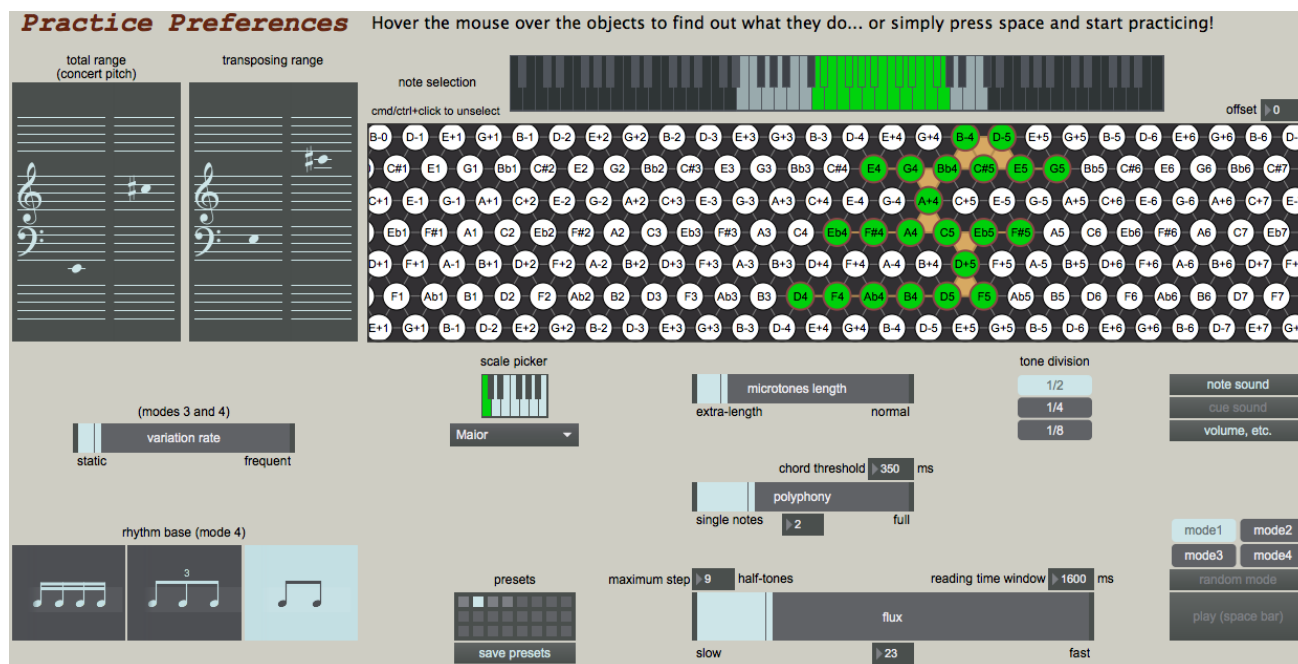 Practice Preferences
Hover the mouse over the objects to find out what they do... or simply press space and start practicing!
total range
(concert pitch)
transposing range
note selection
cmd/ctrl+click to unselect
offset 0
B-0 D-1 E+1 G+1 B-1 D-2 E+2 G+2 B-2 D-3 E+3 G+3 B-3 D-4 E+4 G+4 B-4 D-5 E+5 G+5 B-5 D-6 E+6 G+6 B-6 D-
C#1 E1 G1 Bb1 C#2 E2 G2 Bb2 C#3 E3 G3 Bb3 C#4 E4 G4 Bb4 C#5 E5 G5 Bb5 C#6 E6 G6 Bb6 C#7
C+1 E-1 G-1 A+1 C+2 E-2 G-2 A+2 C+3 E-3 G-3 A+3 C+4 E-4 G-4 A+4 C+5 E-5 G-5 A+5 C+6 E-6 G-6 A+6 C+7 E-
Eb1 F#1 A1 C2 Eb2 F#2 A2 C3 Eb3 F#3 A3 C4 Eb4 F#4 A4 C5 Eb5 F#5 A5 C6 Eb6 F#6 A6 C7 Eb7
D+1 F+1 A-1 B+1 D+2 F+2 A-2 B+2 D+3 F+3 A-3 B+3 D+4 F+4 A-4 B+4 D+5 F+5 A-5 B+5 D+6 F+6 A-6 B+6 D+7 F+
F1 Ab1 B1 D2 F2 Ab2 B2 D3 F3 Ab3 B3 D4 F4 Ab4 B4 D5 F5 Ab5 B5 D6 F6 Ab6 B6 D7 F7
E+1 G+1 B-1 D-2 E+2 G+2 B-2 D-3 E+3 G+3 B-3 D-4 E+4 G+4 B-4 D-5 E+5 G+5 B-5 D-6 E+6 G+6 B-6 D-7 E+7 G+
(modes 3 and 4)
variation rate
static frequent
rhythm base (mode 4)
3
scale picker
Major
presets
save presets
microtones length
extra-length normal
chord threshold 350 ms
polyphony
single notes 2 full
maximum step 9 half-tones
reading time window 1600 ms
flux
slow 23 fast
tone division
1/2
1/4
1/8
note sound
cue sound
volume, etc.
mode1 mode2
mode3 mode4
random mode
play (space bar)